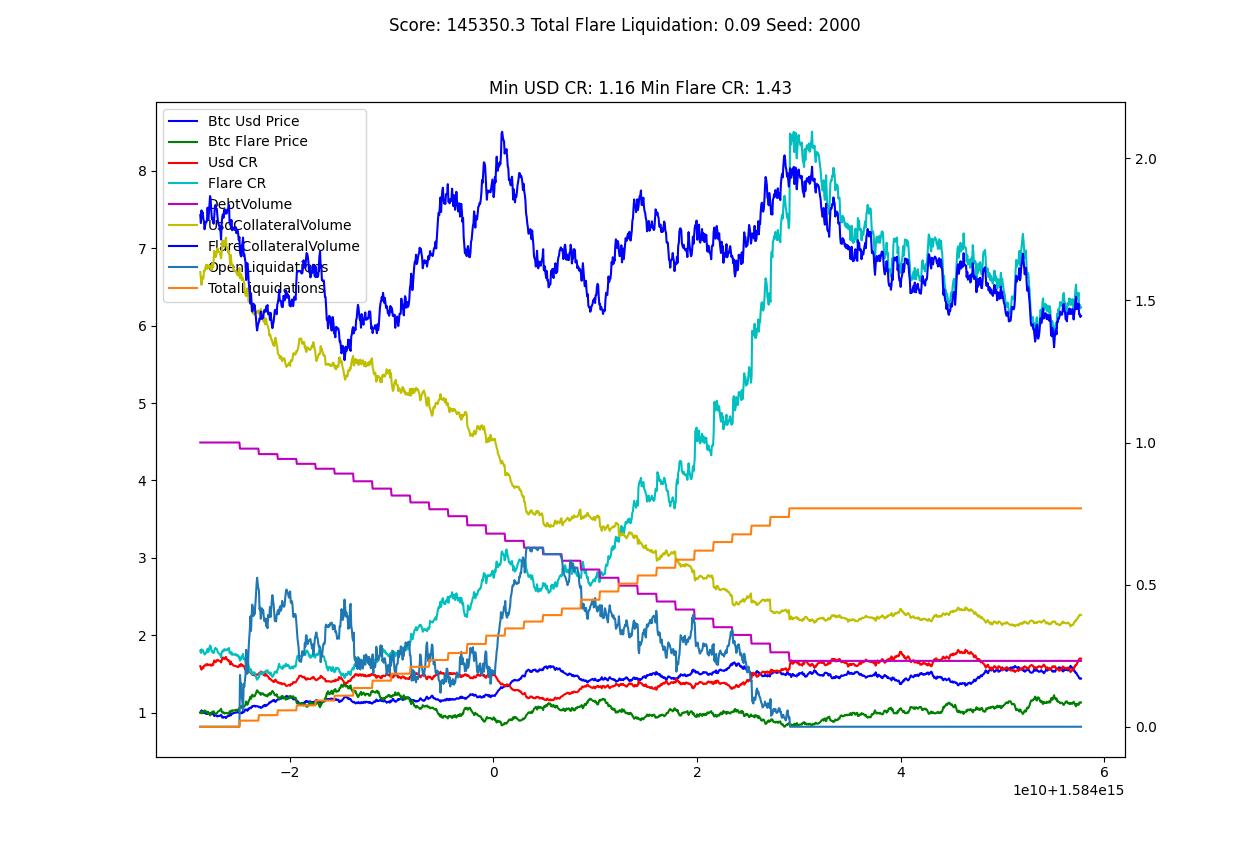 Score: 145350.3 Total Flare Liquidation: 0.09 Seed: 2000
Min USD CR: 1.16 Min Flare CR: 1.43
Btc Usd Price
Btc Flare Price
Usd CR
Flare CR
DebtVolume
UsdCollateralVolume
FlareCollateralVolume
OpenLiquidations
TotalLiquidations
8
7
6
5
4
3
2
1
2.0
1.5
1.0
0.5
0.0
−2
0
2
4
6
1e10+1.584e15